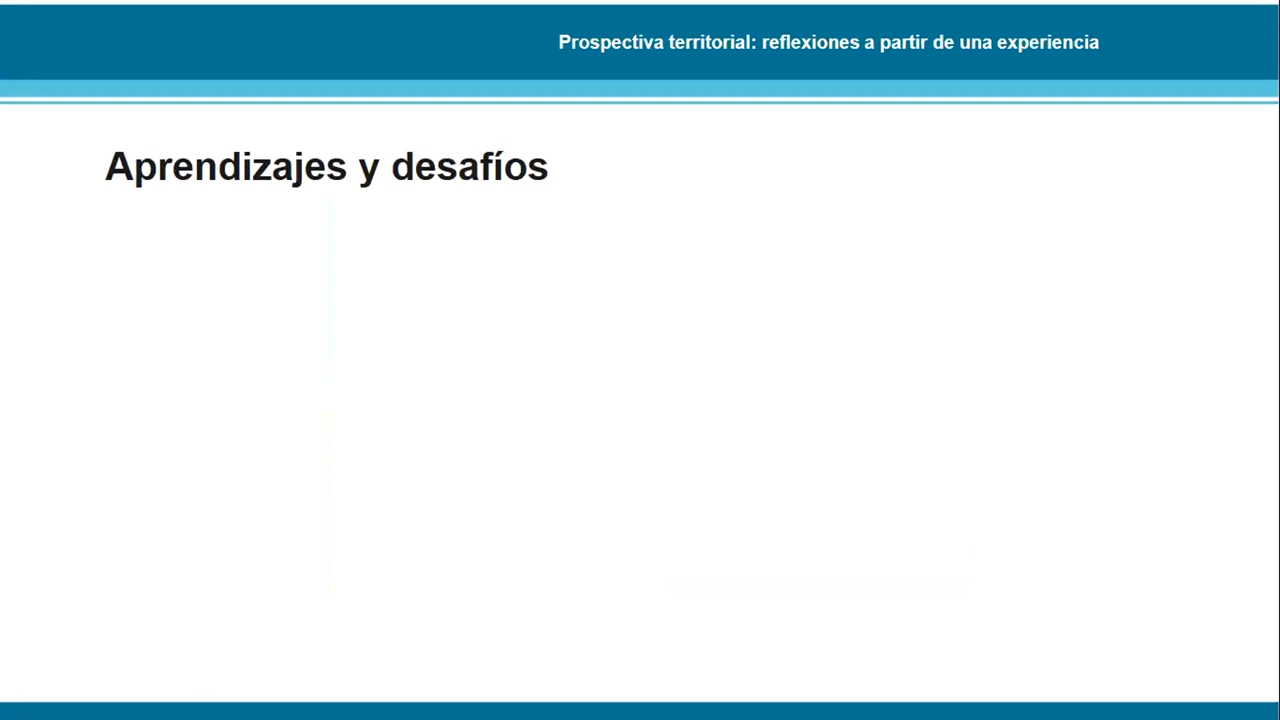 Prospectiva territorial: reflexiones a partir de una experiencia
Aprendizajes y desafíos